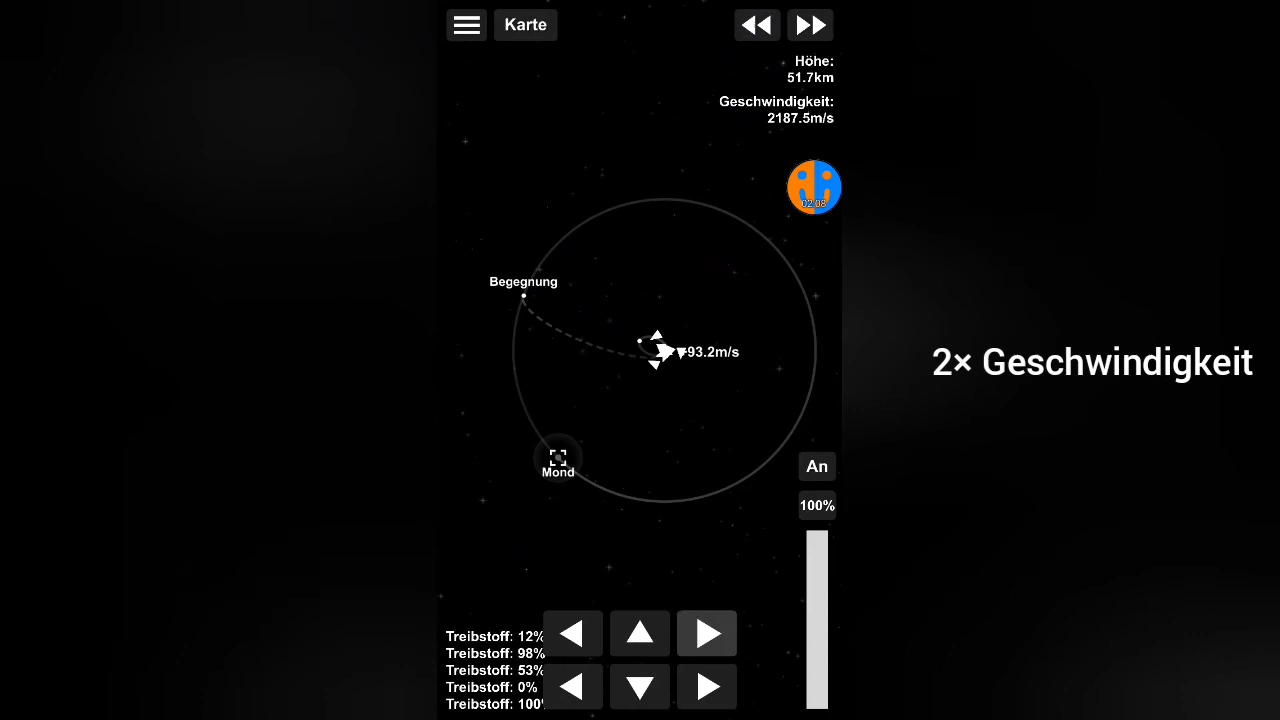 Karte
Höhe:
51.7km
Geschwindigkeit:
2187.5m/s
02:08
Begegnung
93.2m/s
2× Geschwindigkeit
Mond
An
100%
Treibstoff: 12%
Treibstoff: 98%
Treibstoff: 53%
Treibstoff: 0%
Treibstoff: 100